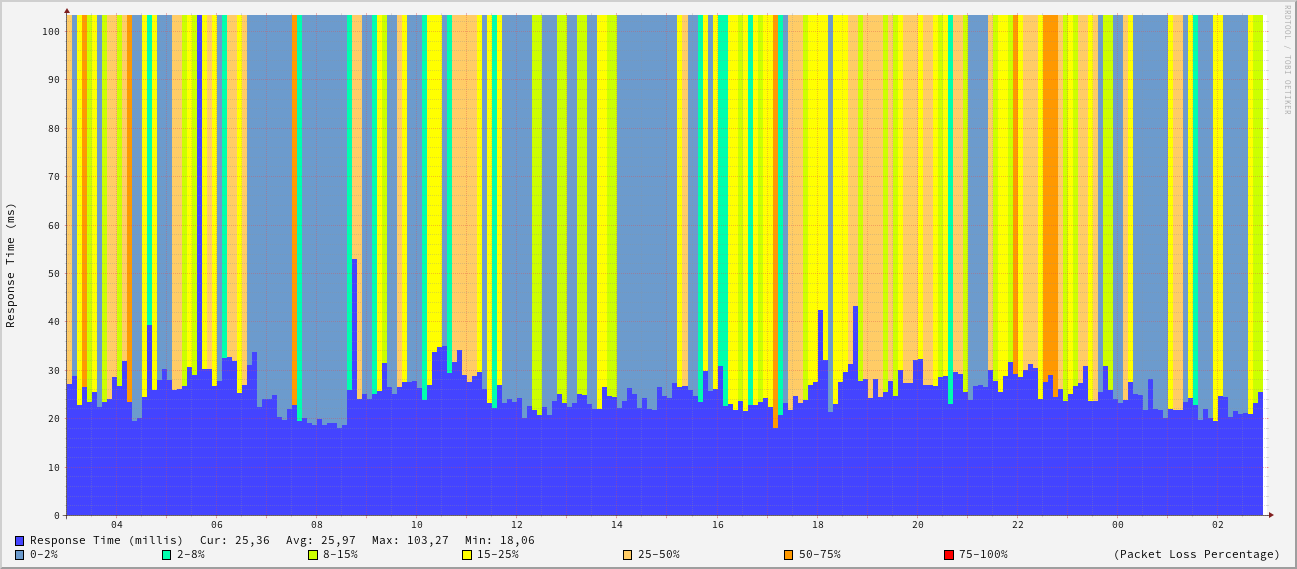 RRDTOOL / TOBI OETIKER
Response Time (ms)
100
90
80
70
60
50
40
30
20
10
0
04 06 08 10 12 14 16 18 20 22 00 02
Response Time (millis) Cur: 25,36 Avg: 25,97 Max: 103,27 Min: 18,06
0-2% 2-8% 8-15% 15-25% 25-50% 50-75% 75-100% (Packet Loss Percentage)